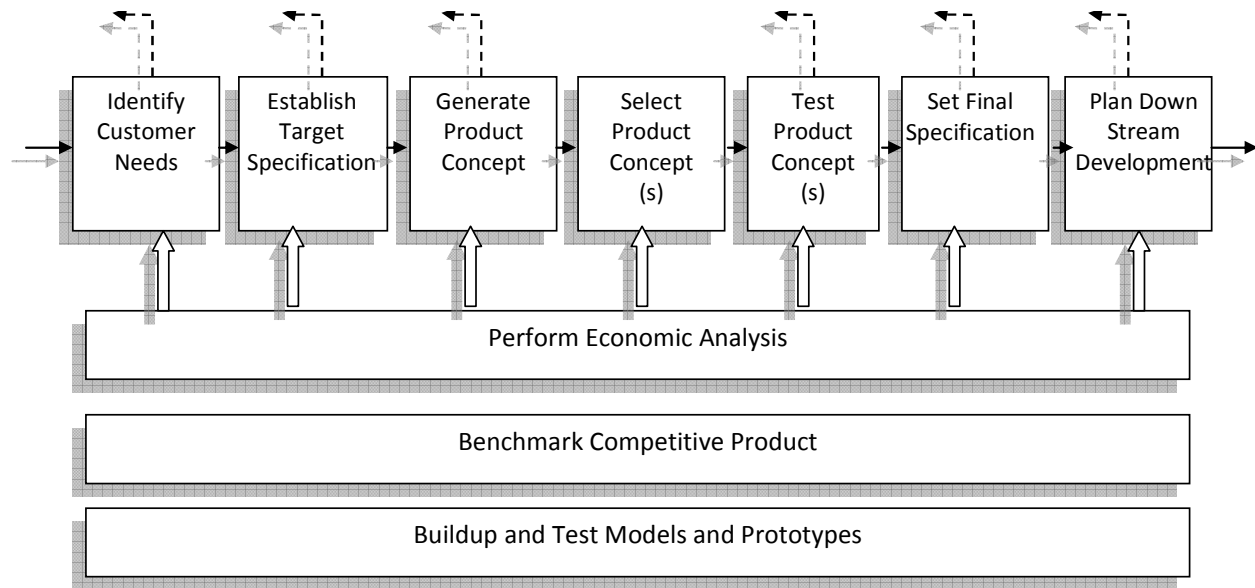 Identify
Customer
Needs
Establish
Target
Specification
Generate
Product
Concept
Select
Product
Concept
(s)
Test
Product
Concept
(s)
Set Final
Specification
Plan Down
Stream
Development
Perform Economic Analysis
Benchmark Competitive Product
Buildup and Test Models and Prototypes